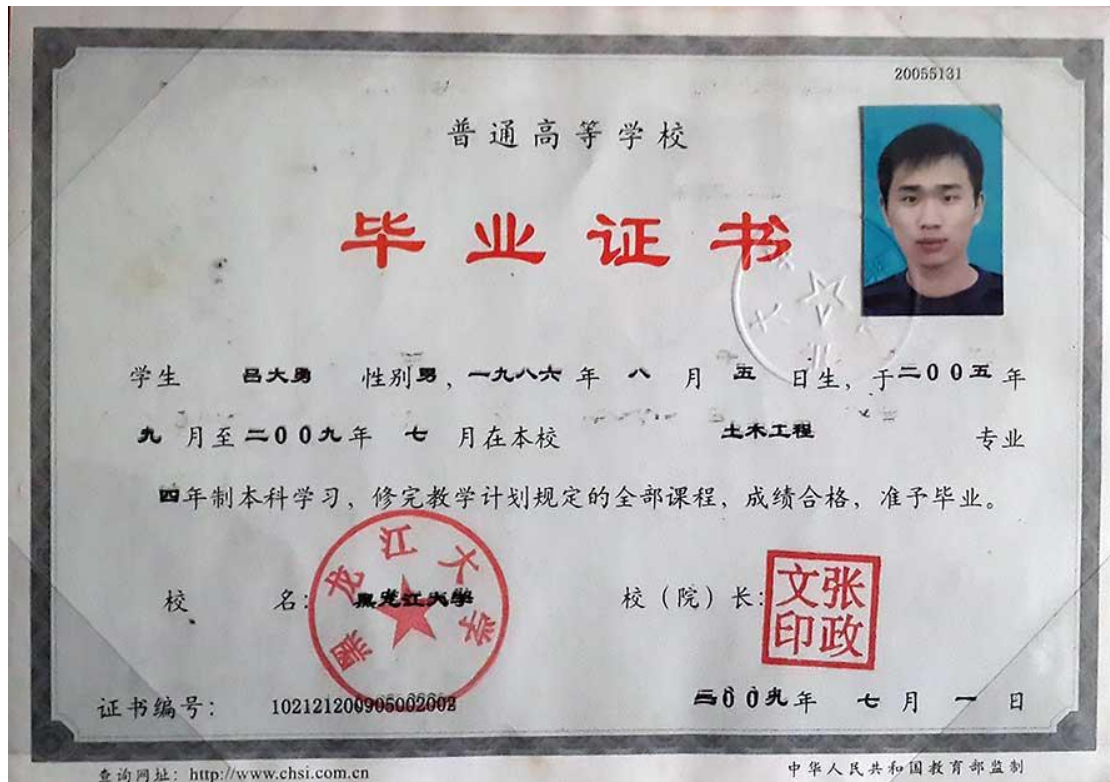 20055131
普通高等学校
毕业证书
学生 吕大勇 性别男，一九八六年 八 月 五 日生，于二00五年
九 月至二00九年 七 月在本校 土木工程 专业
四年制本科学习，修完教学计划规定的全部课程，成绩合格，准予毕业。
黑龙江大学
校 名：黑龙江大学 校（院）长：
张政文印
证书编号： 102121200905002002 二00九年 七 月 一 日
查询网址：http://www.chsi.com.cn 中华人民共和国教育部监制